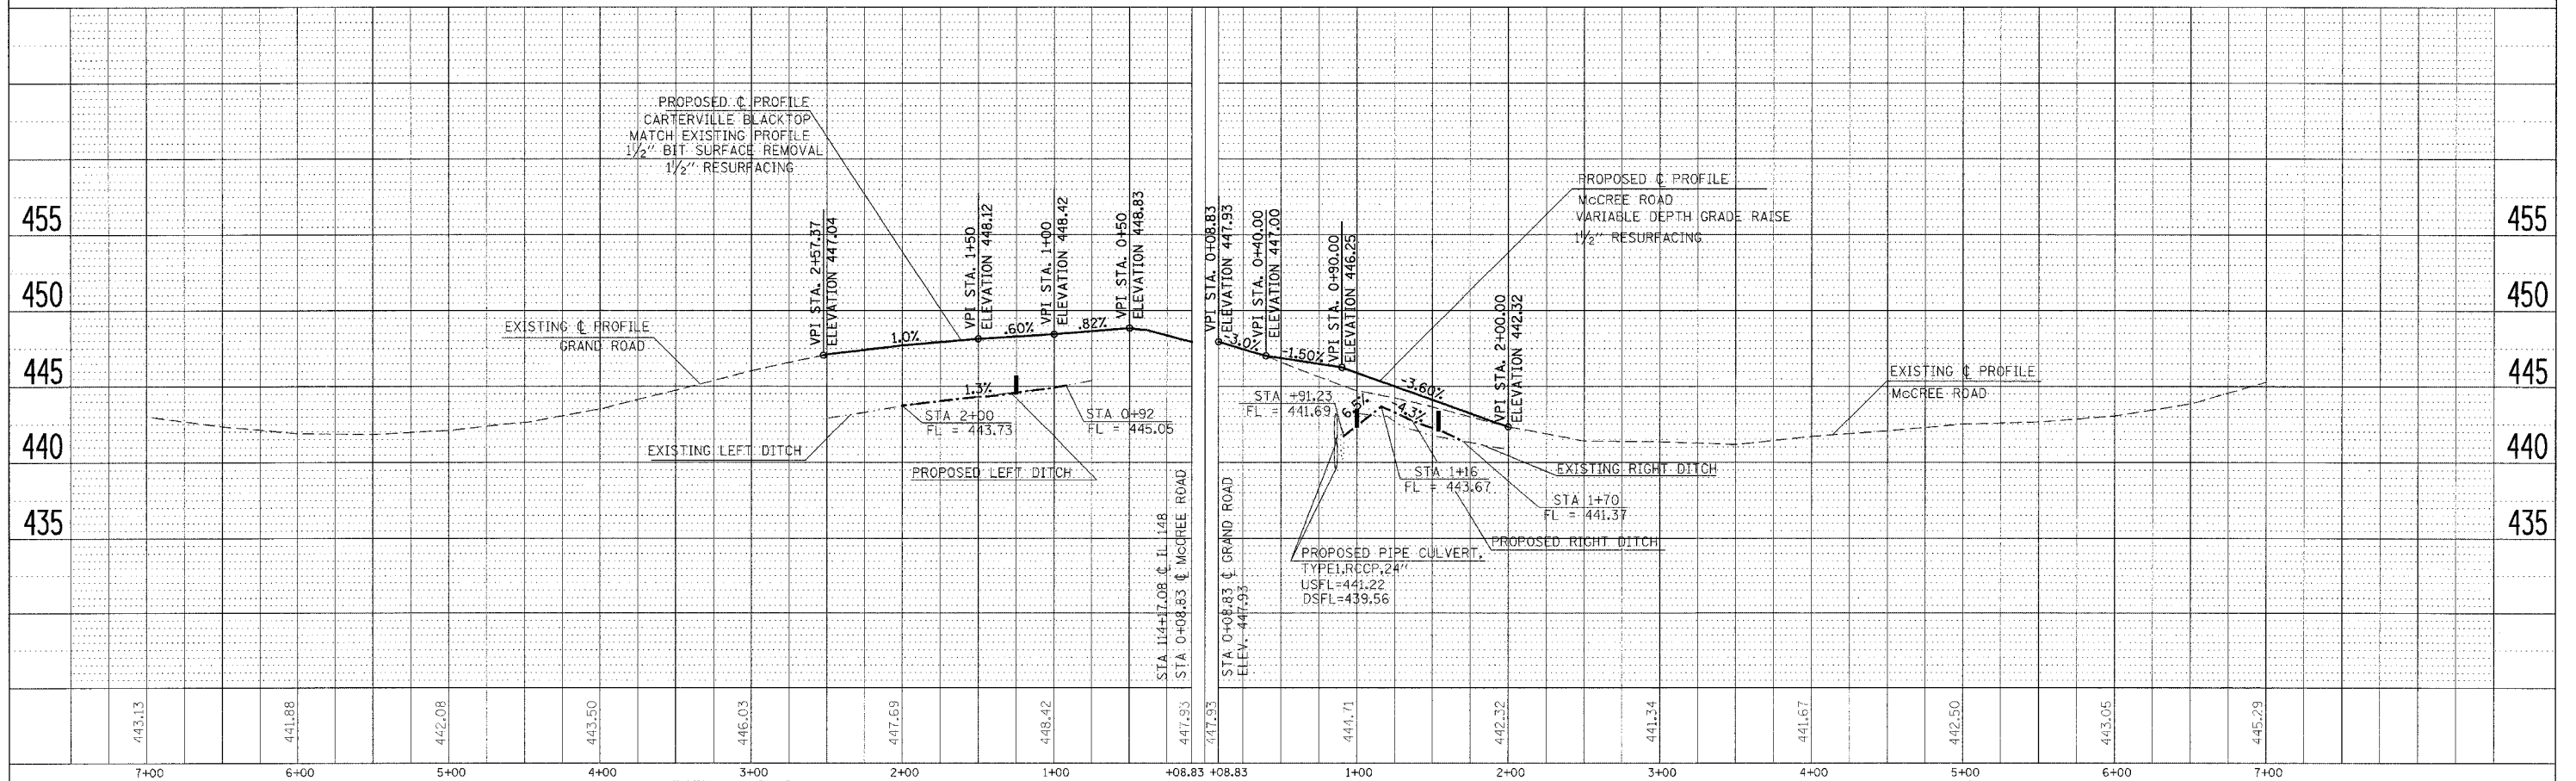 PROPOSED ℄ PROFILE
CARTERVILLE BLACKTOP
MATCH EXISTING PROFILE
1 1/2" BIT SURFACE REMOVAL
1 1/2" RESURFACING
PROPOSED ℄ PROFILE
McCREE ROAD
VARIABLE DEPTH GRADE RAISE
1 1/2" RESURFACING
455
450
445
440
435
VPI STA. 2+57.37
ELEVATION 447.04
VPI STA. 1+50
ELEVATION 448.12
VPI STA. 1+00
ELEVATION 448.42
VPI STA. 0+50
ELEVATION 448.83
VPI STA. 0+08.83
ELEVATION 447.93
VPI STA. 0+40.00
ELEVATION 447.00
VPI STA. 0+90.00
ELEVATION 446.25
VPI STA. 2+00.00
ELEVATION 442.32
455
450
445
440
435
EXISTING ℄ PROFILE
GRAND ROAD
1.0%
.60%
.82%
-3.0%
-1.50%
-3.60%
EXISTING ℄ PROFILE
McCREE ROAD
1.3%
STA 2+00
FL = 443.73
STA 0+92
FL = 445.05
EXISTING LEFT DITCH
PROPOSED LEFT DITCH
STA +91.23
FL = 441.69
6.5%
-4.3%
STA 1+16
FL = 443.67
EXISTING RIGHT DITCH
STA 1+70
FL = 441.37
PROPOSED RIGHT DITCH
PROPOSED PIPE CULVERT,
TYPE1,RCCP,24"
USFL=441.22
DSFL=439.56
STA 114+17.08 ℄ IL 148
STA 0+08.83 ℄ McCREE ROAD
STA 0+08.83 ℄ GRAND ROAD
ELEV. 447.93
443.13 441.88 442.08 443.50 446.03 447.69 448.42 447.93 447.93 444.71 442.32 441.34 441.67 442.50 443.05 445.29
7+00 6+00 5+00 4+00 3+00 2+00 1+00 +08.83 +08.83 1+00 2+00 3+00 4+00 5+00 6+00 7+00